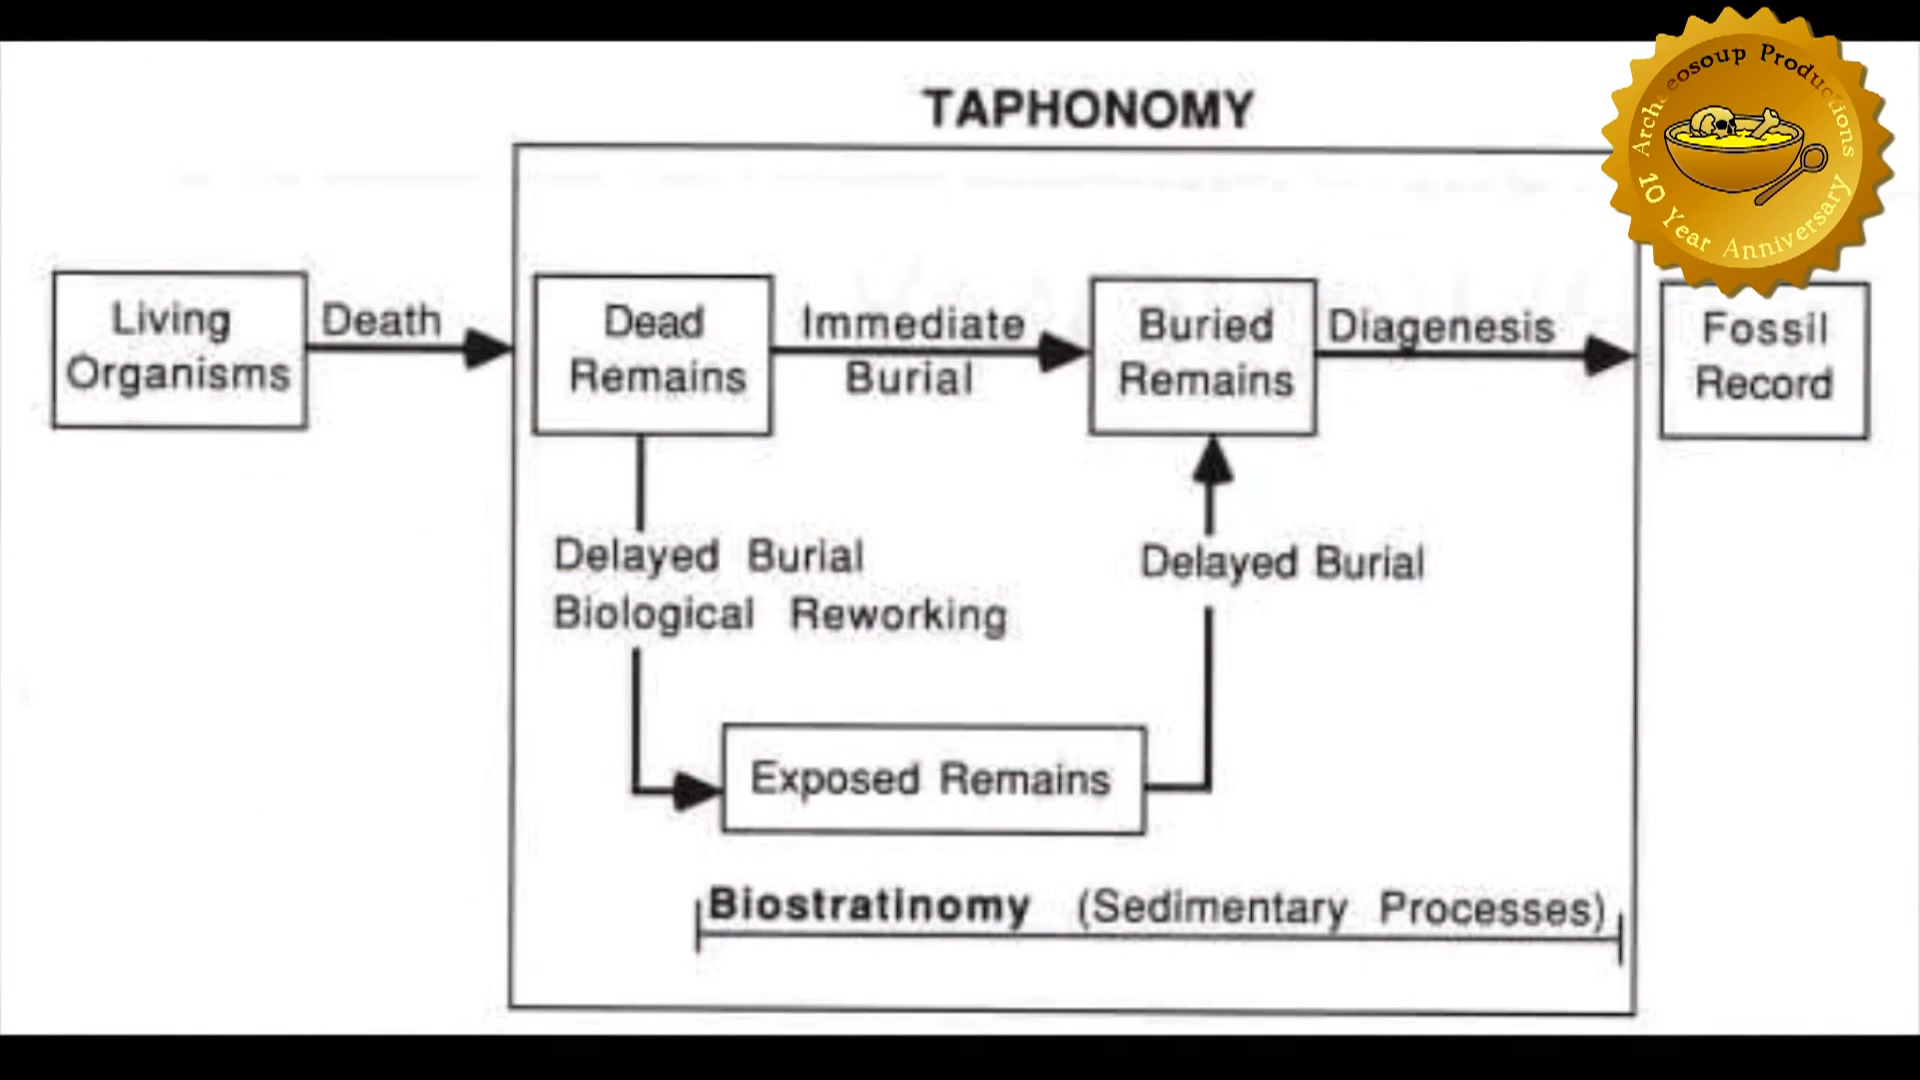 TAPHONOMY
Archaeosoup Productions
10 Year Anniversary
Living
Organisms
Death
Dead
Remains
Immediate
Burial
Buried
Remains
Diagenesis
Fossil
Record
Delayed Burial
Biological Reworking
Delayed Burial
Exposed Remains
Biostratinomy (Sedimentary Processes)